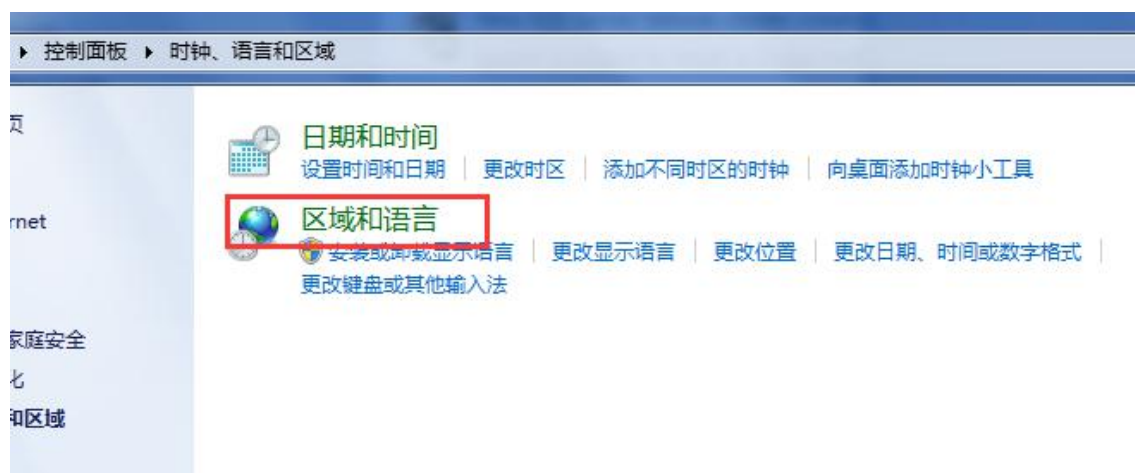 控制面板 ▸ 时钟、语言和区域
页
rnet
家庭安全
化
和区域
日期和时间
设置时间和日期 | 更改时区 | 添加不同时区的时钟 | 向桌面添加时钟小工具
区域和语言
安装或卸载显示语言 | 更改显示语言 | 更改位置 | 更改日期、时间或数字格式 |
更改键盘或其他输入法